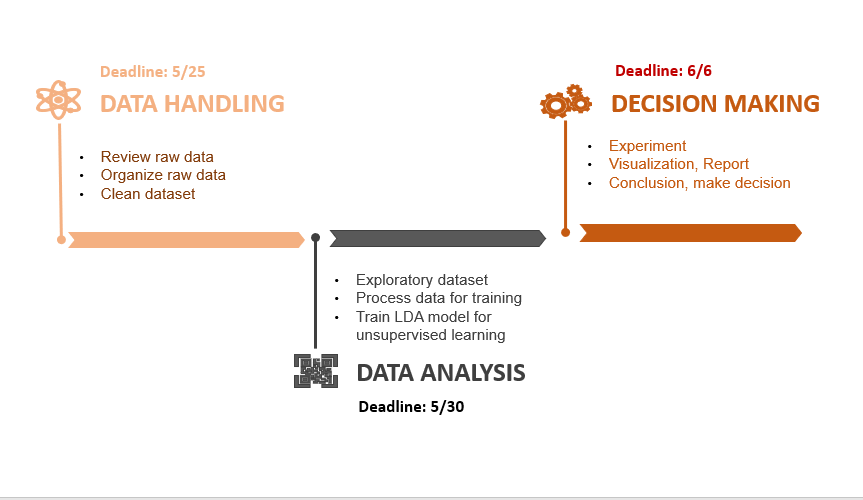 Deadline: 5/25
DATA HANDLING
• Review raw data
• Organize raw data
• Clean dataset
• Exploratory dataset
• Process data for training
• Train LDA model for
unsupervised learning
DATA ANALYSIS
Deadline: 5/30
Deadline: 6/6
DECISION MAKING
• Experiment
• Visualization, Report
• Conclusion, make decision